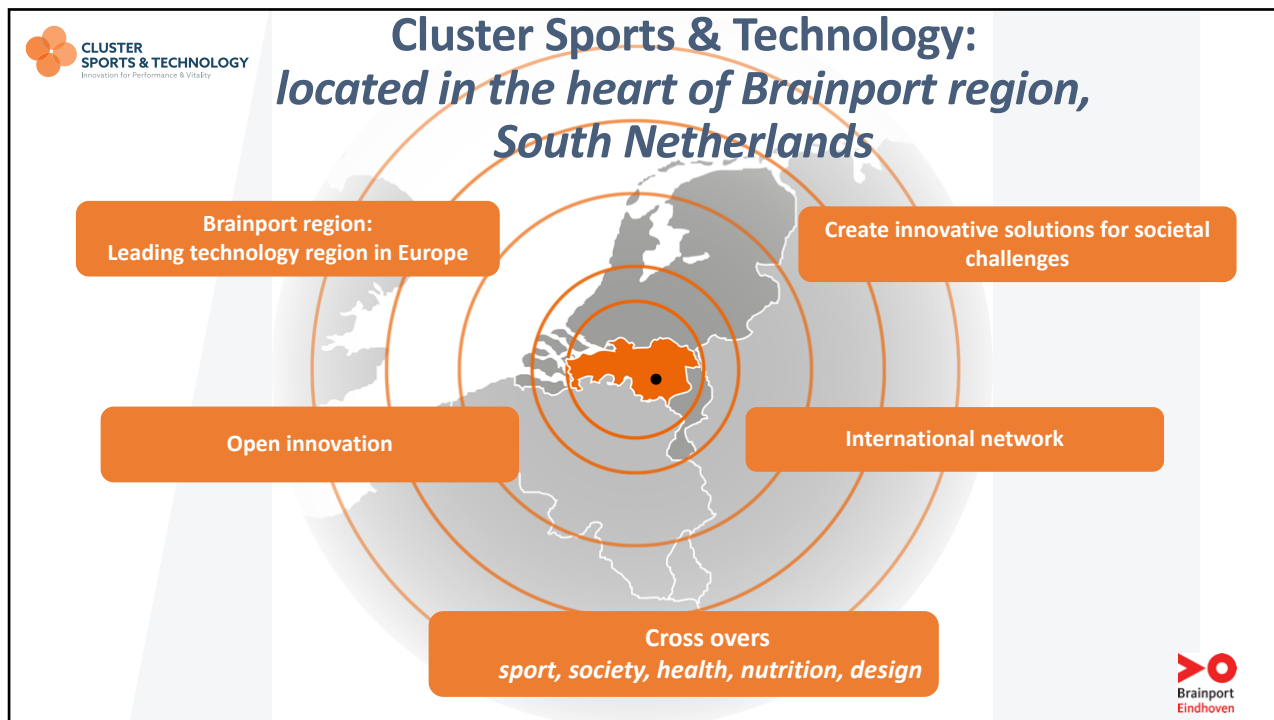 CLUSTER
SPORTS & TECHNOLOGY
Innovation for Performance & Vitality
Cluster Sports & Technology:
located in the heart of Brainport region,
South Netherlands
Brainport region:
Leading technology region in Europe
Create innovative solutions for societal
challenges
Open innovation
International network
Cross overs
sport, society, health, nutrition, design
Brainport
Eindhoven